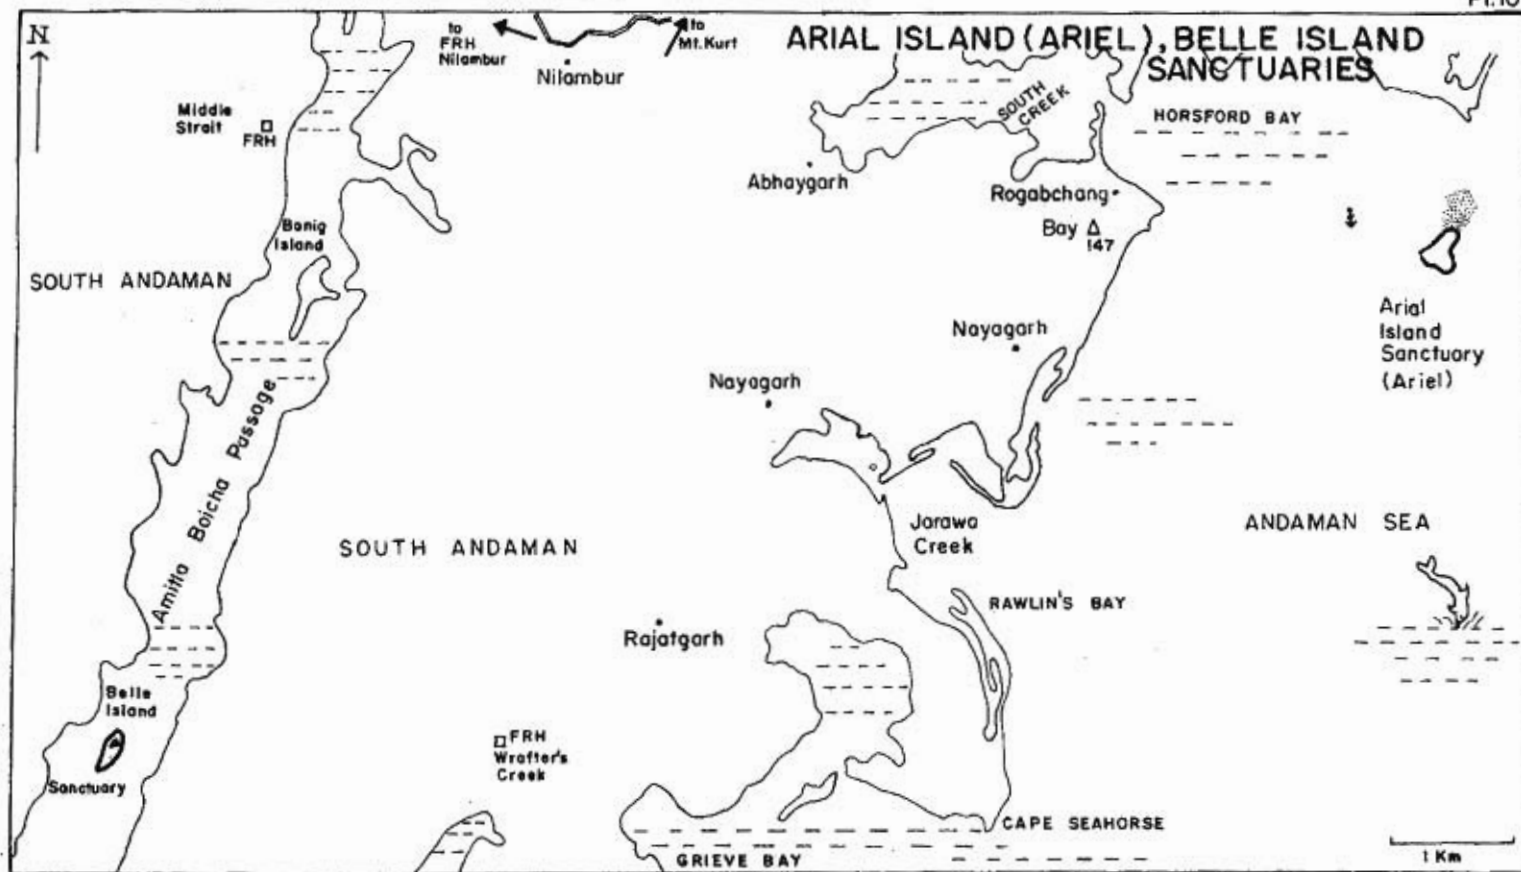 Pt.10
N
to
FRH
Nilambur
to
Mt.Kurt
Nilambur
ARIAL ISLAND (ARIEL), BELLE ISLAND
SANCTUARIES
Middle
Strait
FRH
SOUTH
CREEK
HORSFORD BAY
Abhaygarh
Rogabchang
Bay
147
Bonig
Island
SOUTH ANDAMAN
Arial
Island
Sanctuary
(Ariel)
Nayagarh
Nayagarh
Amitla Boicha Passage
SOUTH ANDAMAN
Jarawa
Creek
ANDAMAN SEA
RAWLIN'S BAY
Rajatgarh
Belle
Island
Sanctuary
FRH
Wrafter's
Creek
CAPE SEAHORSE
GRIEVE BAY
1 Km